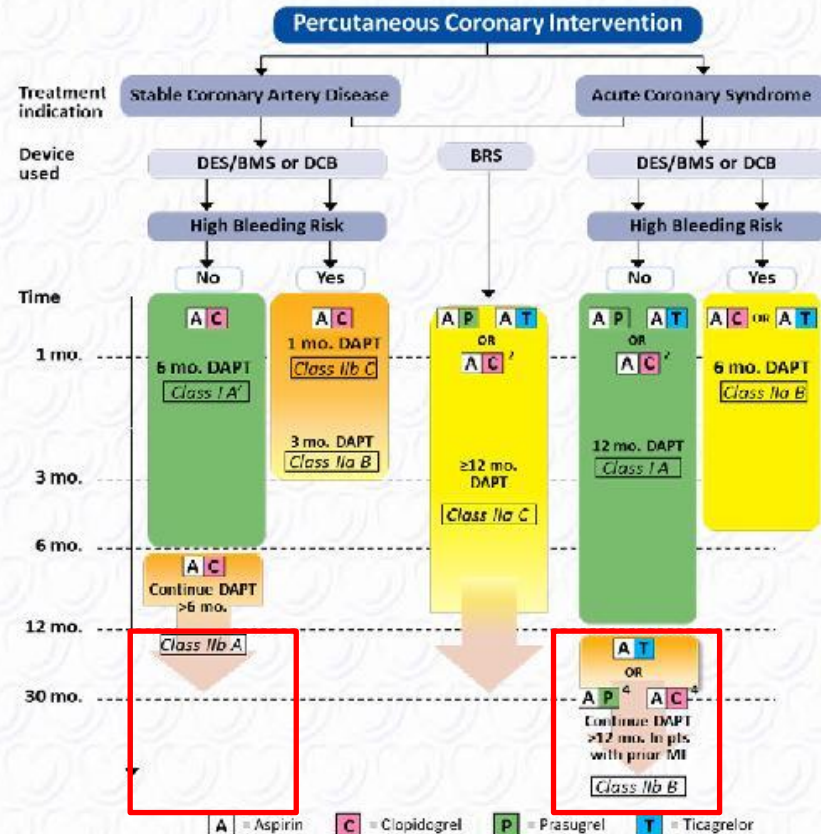 Percutaneous Coronary Intervention
Treatment indication
Stable Coronary Artery Disease
Acute Coronary Syndrome
Device used
DES/BMS or DCB
BRS
DES/BMS or DCB
High Bleeding Risk
High Bleeding Risk
No
Yes
No
Yes
Time
A C
A C
A P A T
A P A T
A C OR A T
1 mo. DAPT
OR
OR
1 mo.
6 mo. DAPT
Class IIb C
A C 2
A C 2
6 mo. DAPT
Class I A
Class IIa B
3 mo. DAPT
12 mo. DAPT
Class IIa B
≥12 mo.
Class I A
3 mo.
DAPT
Class IIa C
6 mo.
A C
Continue DAPT
>6 mo.
12 mo.
Class IIb A
A T
OR
30 mo.
A P 4 A C 4
Continue DAPT
>12 mo. In pts
with prior MI
Class IIb B
A = Aspirin C = Clopidogrel P = Prasugrel T = Ticagrelor